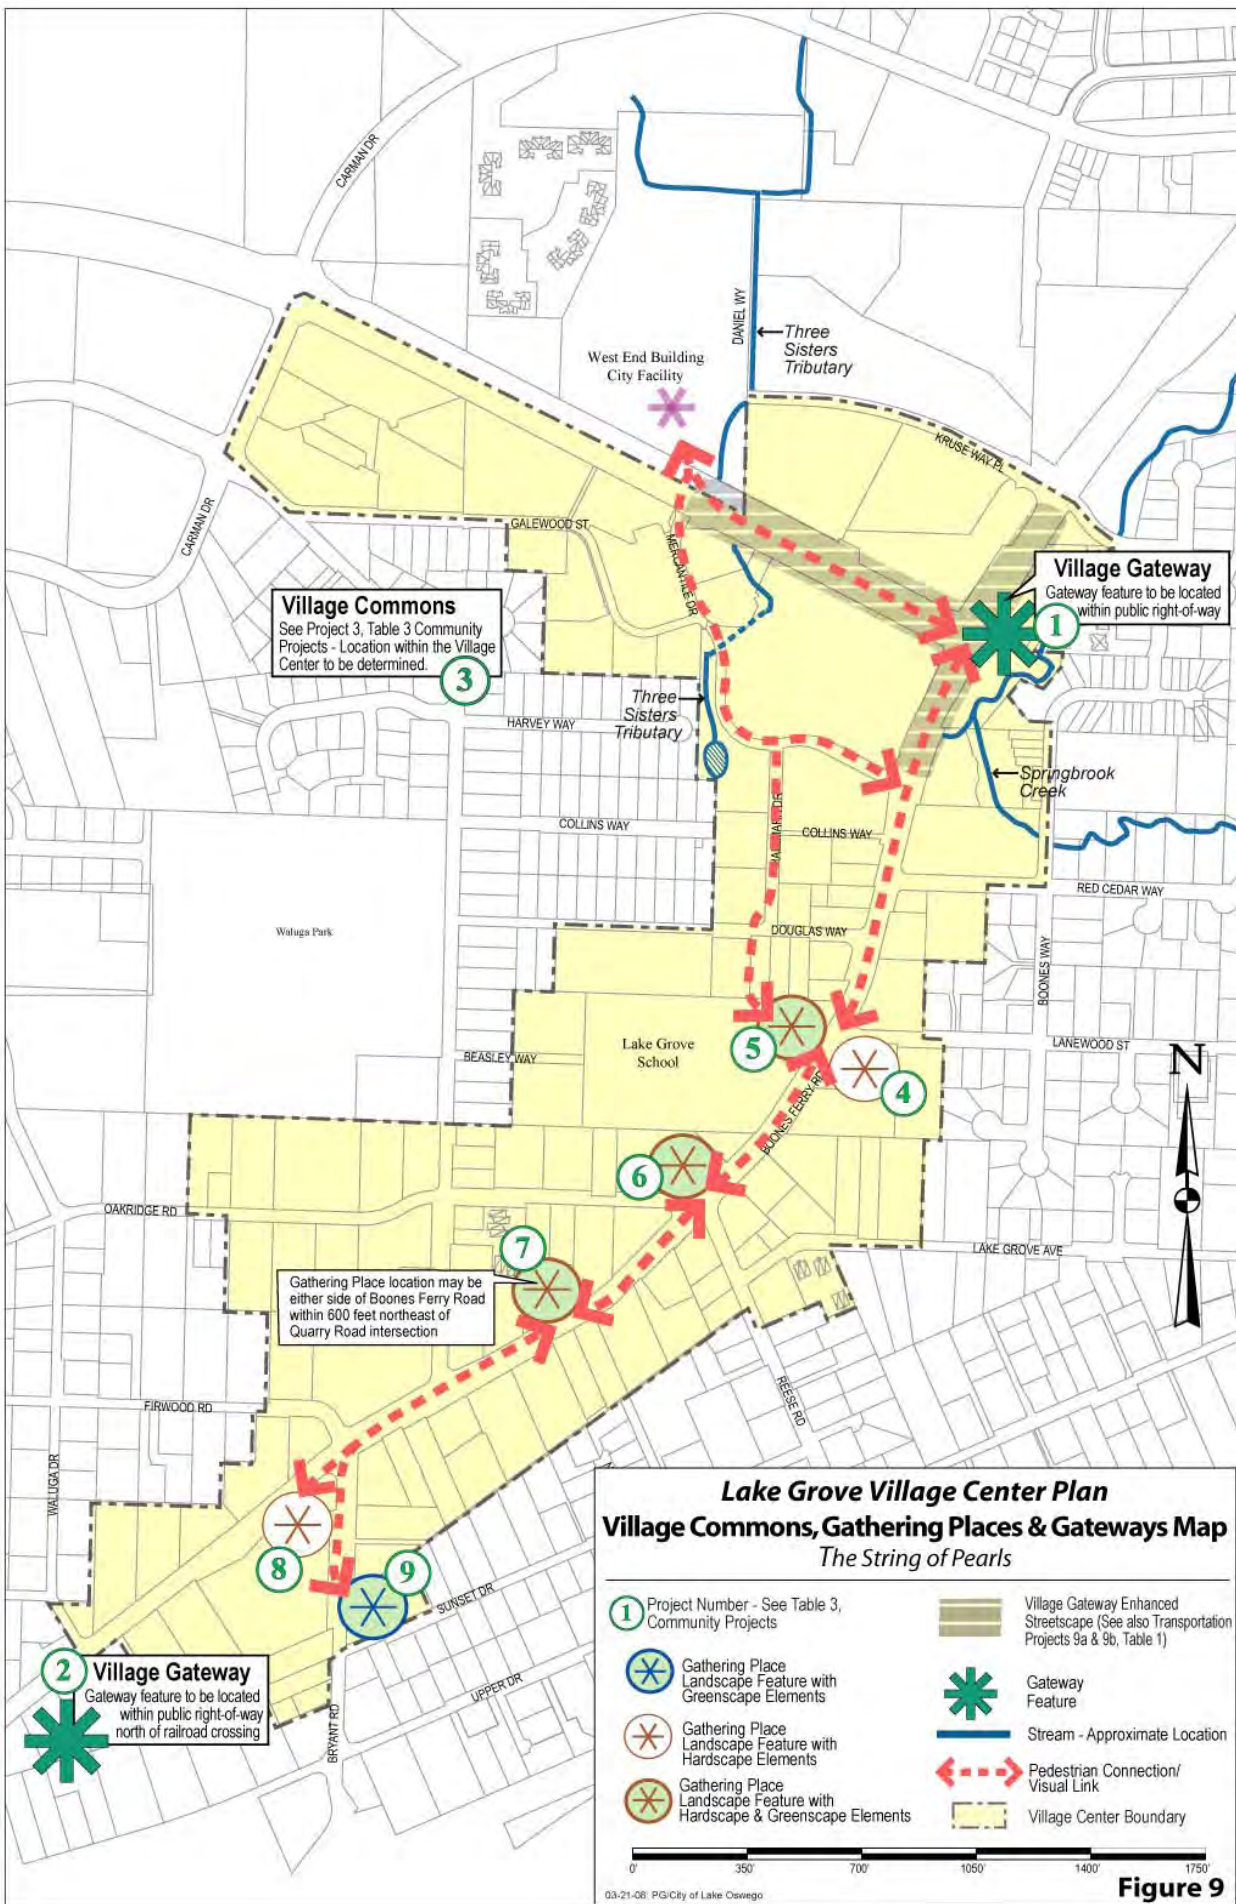 CARMAN DR
DANIEL WY
Three
Sisters
Tributary
West End Building
City Facility
KRUSE WAY PL
CARMAN DR
GALEWOOD ST
MERCANTILE DR
Village Gateway
Gateway feature to be located
within public right-of-way
1
Village Commons
See Project 3, Table 3 Community
Projects - Location within the Village
Center to be determined.
3
Three
Sisters
Tributary
HARVEY WAY
Springbrook
Creek
COLLINS WAY
COLLINS WAY
RED CEDAR WAY
Waluga Park
DOUGLAS WAY
BOONES WAY
Lake Grove
School
BEASLEY WAY
LANEWOOD ST
5
4
N
BOONES FERRY RD
6
OAKRIDGE RD
LAKE GROVE AVE
7
Gathering Place location may be
either side of Boones Ferry Road
within 600 feet northeast of
Quarry Road intersection
REESE RD
FIRWOOD RD
WALUGA DR
8
9
SUNSET DR
UPPER DR
BRYANT RD
2
Village Gateway
Gateway feature to be located
within public right-of-way
north of railroad crossing
Lake Grove Village Center Plan
Village Commons, Gathering Places & Gateways Map
The String of Pearls
1
Project Number - See Table 3,
Community Projects
Gathering Place
Landscape Feature with
Greenscape Elements
Gathering Place
Landscape Feature with
Hardscape Elements
Gathering Place
Landscape Feature with
Hardscape & Greenscape Elements
Village Gateway Enhanced
Streetscape (See also Transportation
Projects 9a & 9b, Table 1)
Gateway
Feature
Stream - Approximate Location
Pedestrian Connection/
Visual Link
Village Center Boundary
0' 350' 700' 1050' 1400' 1750'
03-21-08 PG/City of Lake Oswego
Figure 9